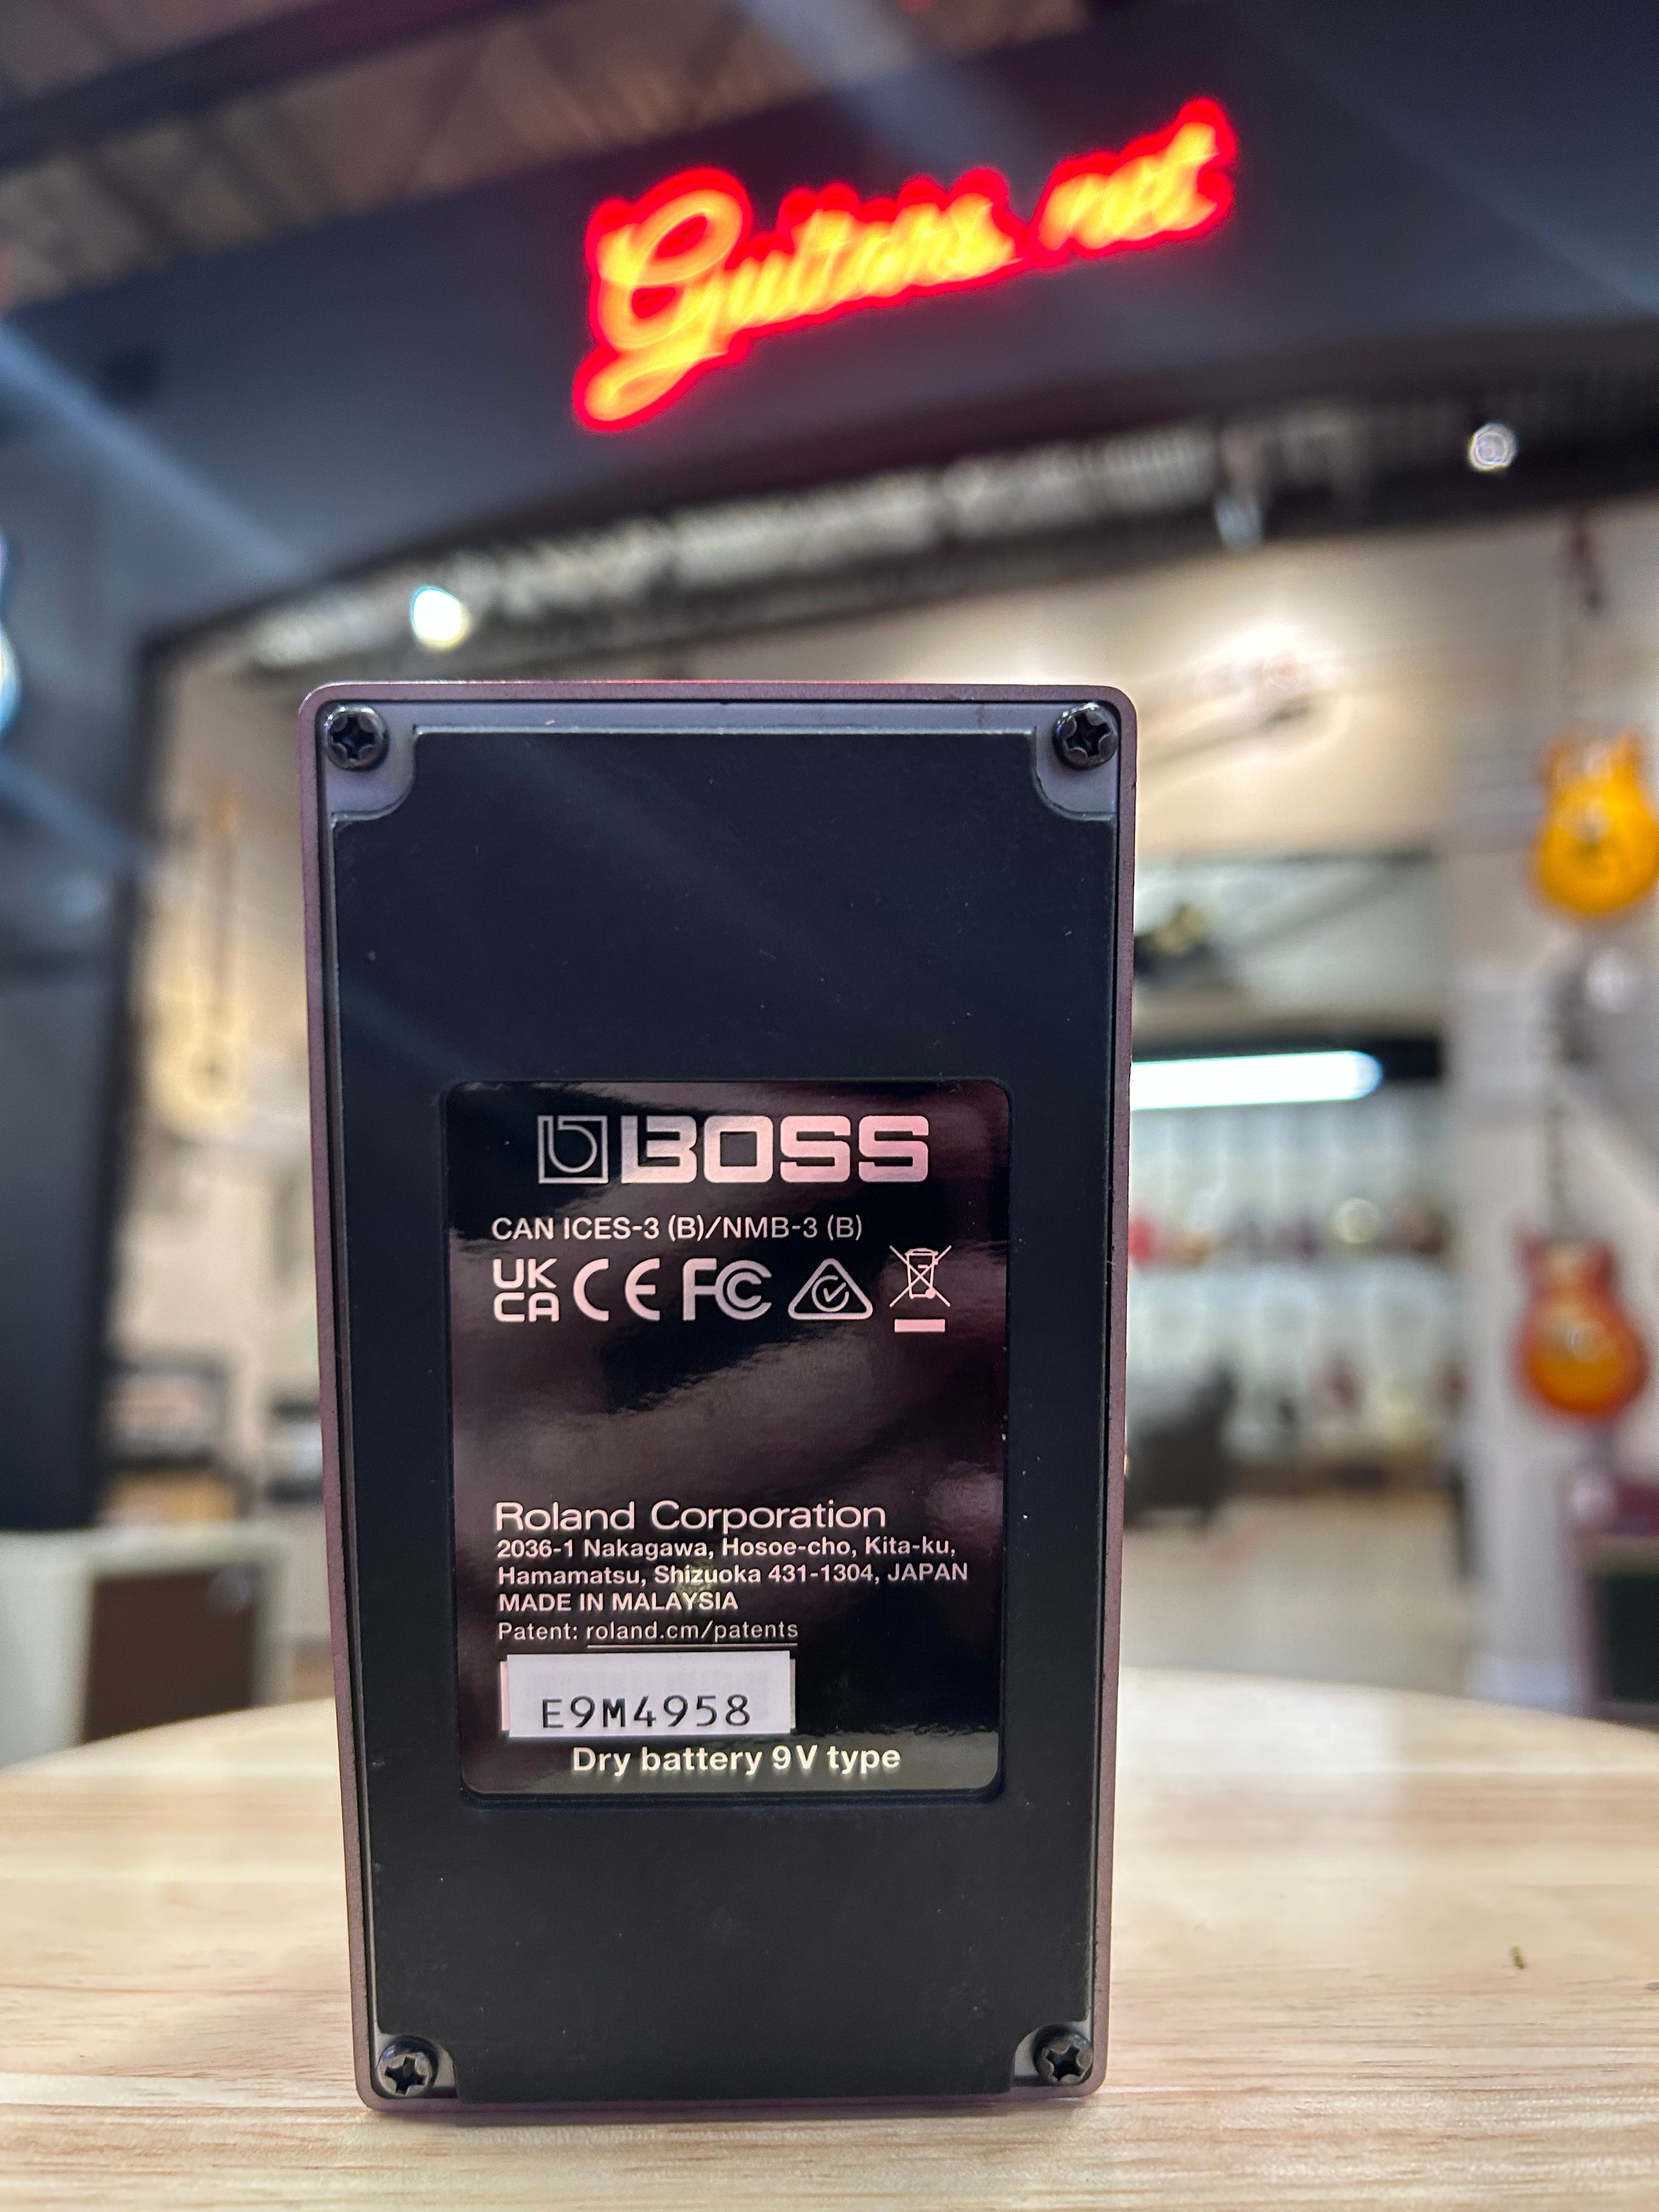 Guitars.net
BOSS
CAN ICES-3 (B)/NMB-3 (B)
UK CA CE FC
Roland Corporation
2036-1 Nakagawa, Hosoe-cho, Kita-ku,
Hamamatsu, Shizuoka 431-1304, JAPAN
MADE IN MALAYSIA
Patent: roland.cm/patents
E9M4958
Dry battery 9V type